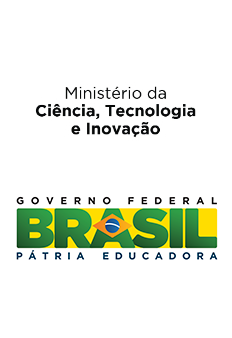 Ministério da
Ciência, Tecnologia
e Inovação
GOVERNO FEDERAL
BRASIL
PÁTRIA EDUCADORA